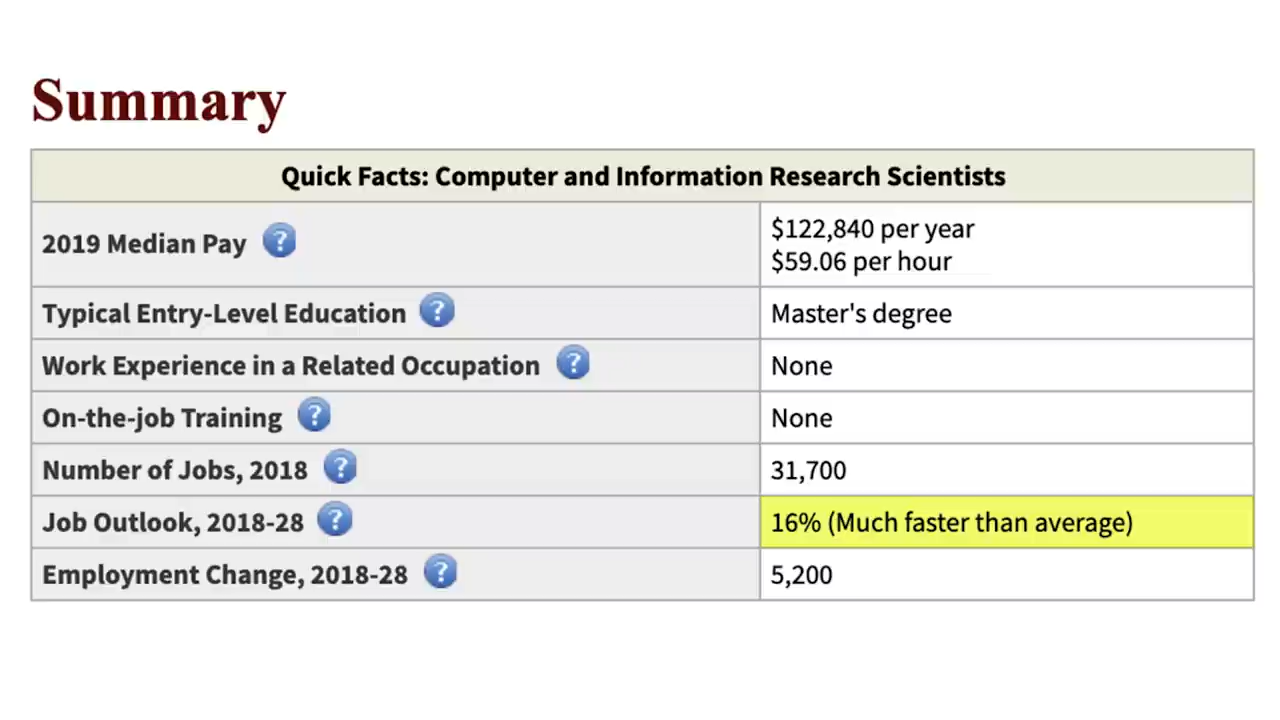 Summary
Quick Facts: Computer and Information Research Scientists
2019 Median Pay ?
$122,840 per year
$59.06 per hour
Typical Entry-Level Education ?
Master's degree
Work Experience in a Related Occupation ?
None
On-the-job Training ?
None
Number of Jobs, 2018 ?
31,700
Job Outlook, 2018-28 ?
16% (Much faster than average)
Employment Change, 2018-28 ?
5,200